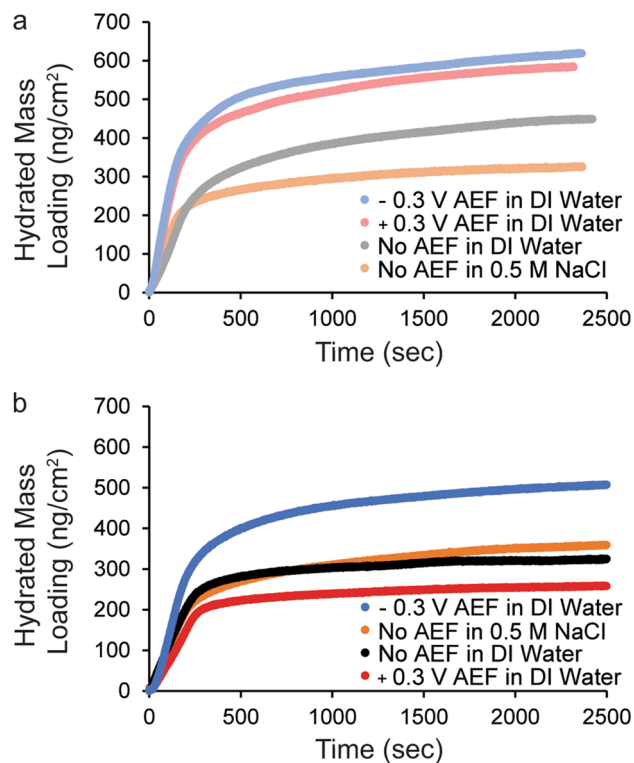 a
700
600
500
400
300
200
100
0
Hydrated Mass
Loading (ng/cm²)
- 0.3 V AEF in DI Water
+ 0.3 V AEF in DI Water
No AEF in DI Water
No AEF in 0.5 M NaCl
0 500 1000 1500 2000 2500
Time (sec)
b
700
600
500
400
300
200
100
0
Hydrated Mass
Loading (ng/cm²)
- 0.3 V AEF in DI Water
No AEF in 0.5 M NaCl
No AEF in DI Water
+ 0.3 V AEF in DI Water
0 500 1000 1500 2000 2500
Time (sec)